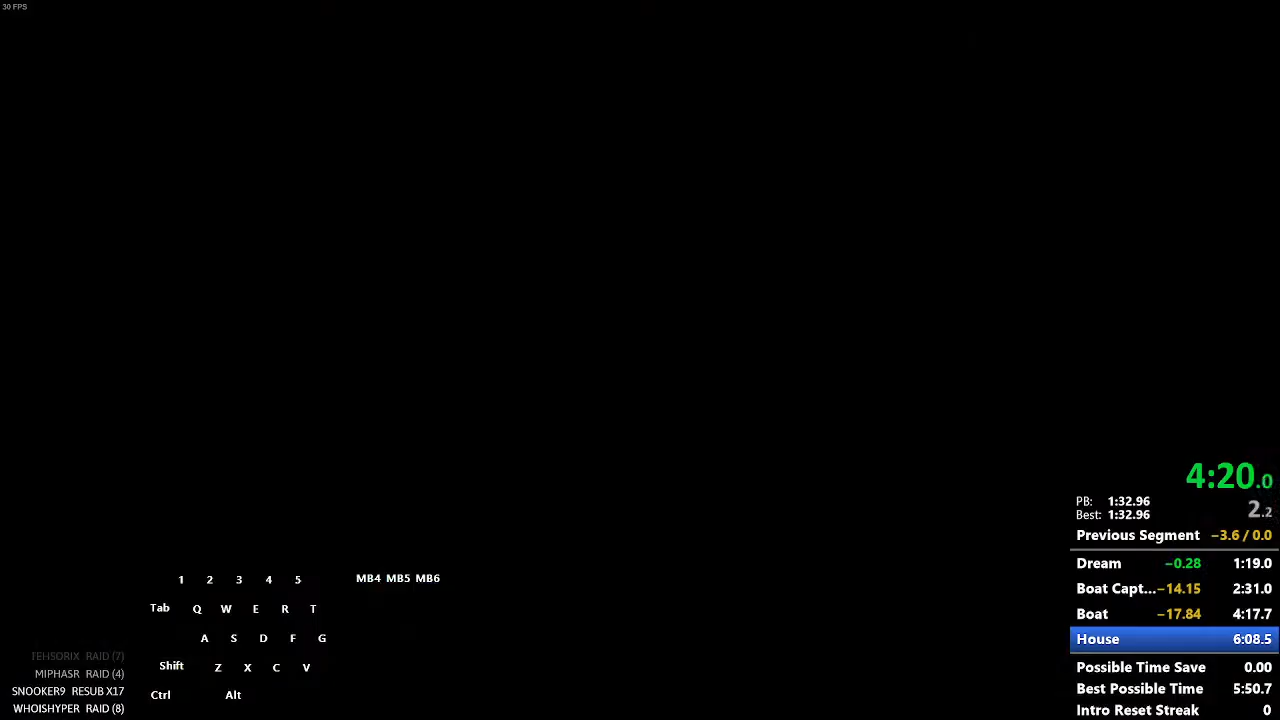 30 FPS
4:20.0
PB: 1:32.96
Best: 1:32.96
2.2
Previous Segment −3.6 / 0.0
Dream −0.28 1:19.0
Boat Capt... −14.15 2:31.0
Boat −17.84 4:17.7
House 6:08.5
Possible Time Save 0.00
Best Possible Time 5:50.7
Intro Reset Streak 0
1 2 3 4 5 MB4 MB5 MB6
Tab Q W E R T
A S D F G
Shift Z X C V
Ctrl Alt
TEHSORIX RAID (7)
MIPHASR RAID (4)
SNOOKER9 RESUB X17
WHOISHYPER RAID (8)